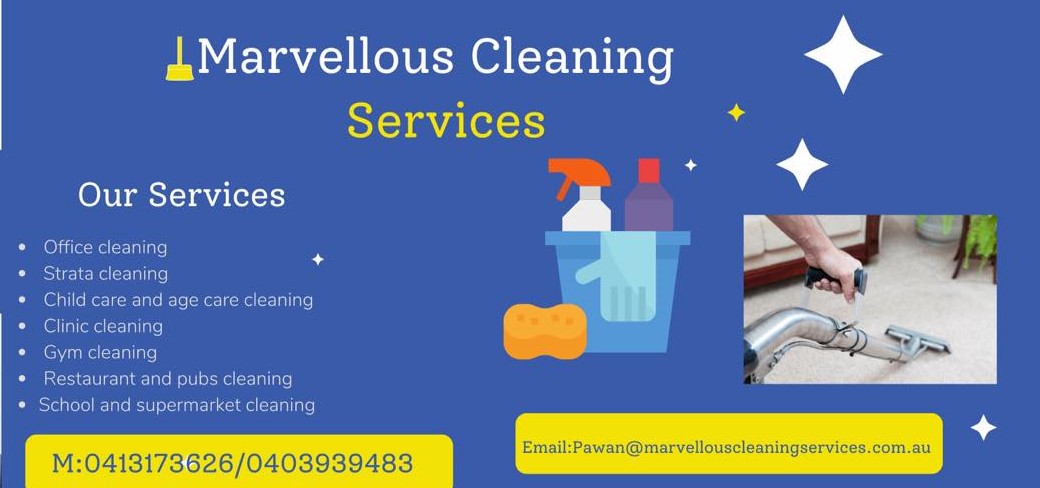 Marvellous Cleaning
Services
Our Services
• Office cleaning
• Strata cleaning
• Child care and age care cleaning
• Clinic cleaning
• Gym cleaning
• Restaurant and pubs cleaning
• School and supermarket cleaning
M:0413173626/0403939483
Email:Pawan@marvellouscleaningservices.com.au